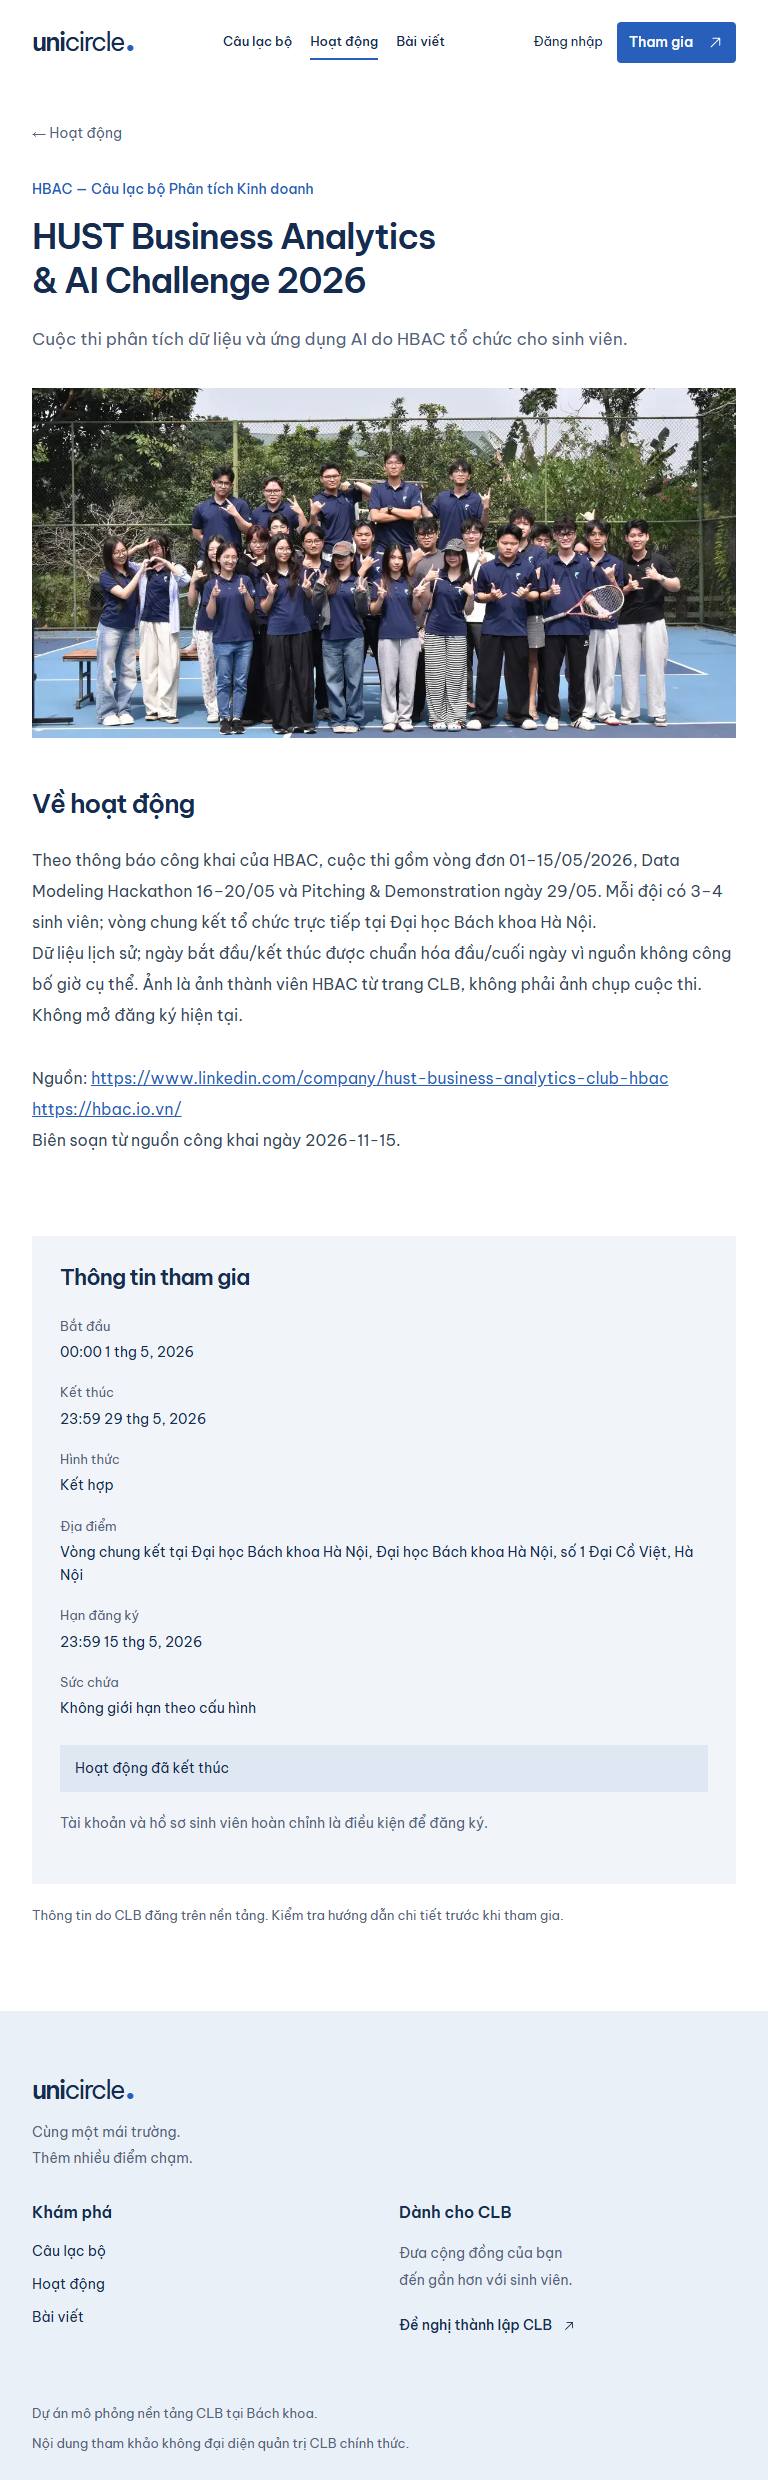 unicircle.
Câu lạc bộ
Hoạt động
Bài viết
Đăng nhập
Tham gia
← Hoạt động
HBAC — Câu lạc bộ Phân tích Kinh doanh
HUST Business Analytics
& AI Challenge 2026
Cuộc thi phân tích dữ liệu và ứng dụng AI do HBAC tổ chức cho sinh viên.
Về hoạt động
Theo thông báo công khai của HBAC, cuộc thi gồm vòng đơn 01–15/05/2026, Data
Modeling Hackathon 16–20/05 và Pitching & Demonstration ngày 29/05. Mỗi đội có 3–4
sinh viên; vòng chung kết tổ chức trực tiếp tại Đại học Bách khoa Hà Nội.
Dữ liệu lịch sử; ngày bắt đầu/kết thúc được chuẩn hóa đầu/cuối ngày vì nguồn không công
bố giờ cụ thể. Ảnh là ảnh thành viên HBAC từ trang CLB, không phải ảnh chụp cuộc thi.
Không mở đăng ký hiện tại.
Nguồn: https://www.linkedin.com/company/hust-business-analytics-club-hbac
https://hbac.io.vn/
Biên soạn từ nguồn công khai ngày 2026-11-15.
Thông tin tham gia
Bắt đầu
00:00 1 thg 5, 2026
Kết thúc
23:59 29 thg 5, 2026
Hình thức
Kết hợp
Địa điểm
Vòng chung kết tại Đại học Bách khoa Hà Nội, Đại học Bách khoa Hà Nội, số 1 Đại Cồ Việt, Hà
Nội
Hạn đăng ký
23:59 15 thg 5, 2026
Sức chứa
Không giới hạn theo cấu hình
Hoạt động đã kết thúc
Tài khoản và hồ sơ sinh viên hoàn chỉnh là điều kiện để đăng ký.
Thông tin do CLB đăng trên nền tảng. Kiểm tra hướng dẫn chi tiết trước khi tham gia.
unicircle.
Cùng một mái trường.
Thêm nhiều điểm chạm.
Khám phá
Câu lạc bộ
Hoạt động
Bài viết
Dành cho CLB
Đưa cộng đồng của bạn
đến gần hơn với sinh viên.
Đề nghị thành lập CLB
Dự án mô phỏng nền tảng CLB tại Bách khoa.
Nội dung tham khảo không đại diện quản trị CLB chính thức.